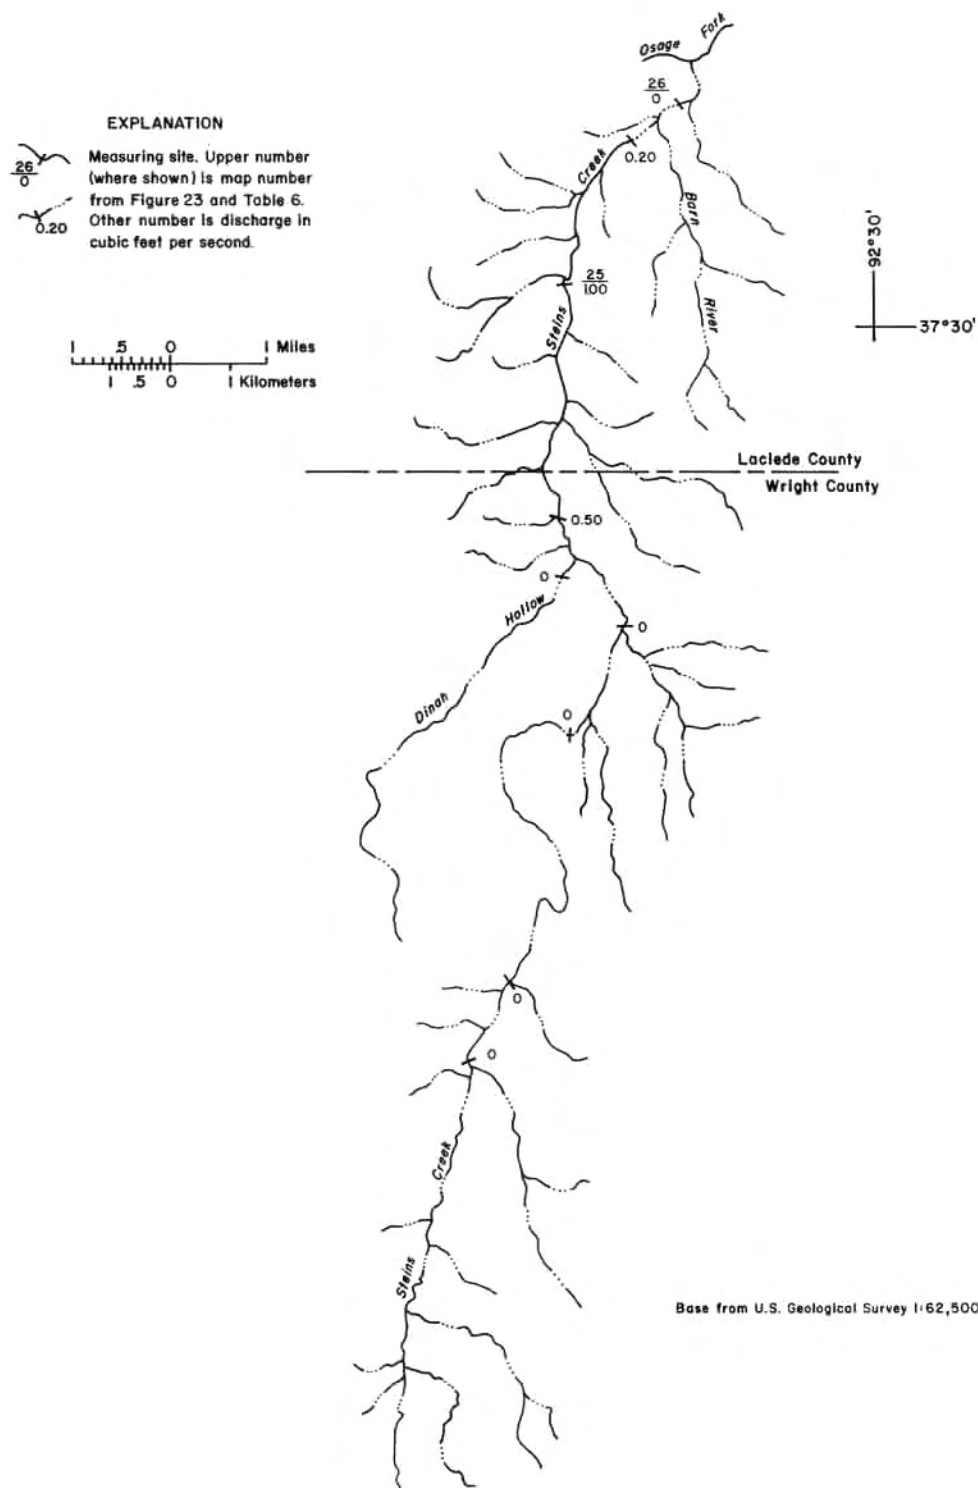 Osage Fork
26
0
EXPLANATION
26
0
Measuring site. Upper number
(where shown) is map number
from Figure 23 and Table 6.
0.20
Other number is discharge in
cubic feet per second.
Creek
0.20
Barn
92°30'
25
1.00
37°30'
Steins
River
1 .5 0 1 Miles
1 .5 0 1 Kilometers
Laclede County
Wright County
0.50
0
Hollow
0
Dinah
0
0
0
Creek
Steins
Base from U.S. Geological Survey 1:62,500